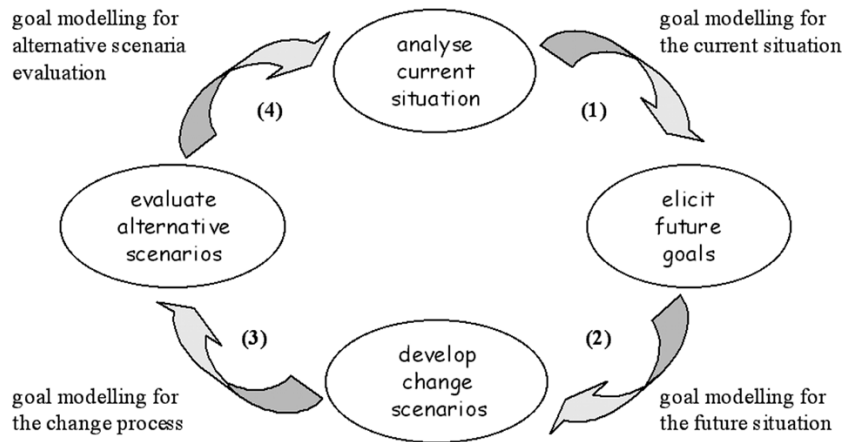 goal modelling for
alternative scenaria
evaluation
analyse
current
situation
goal modelling for
the current situation
(4)
(1)
evaluate
alternative
scenarios
elicit
future
goals
(3)
(2)
develop
change
scenarios
goal modelling for
the change process
goal modelling for
the future situation